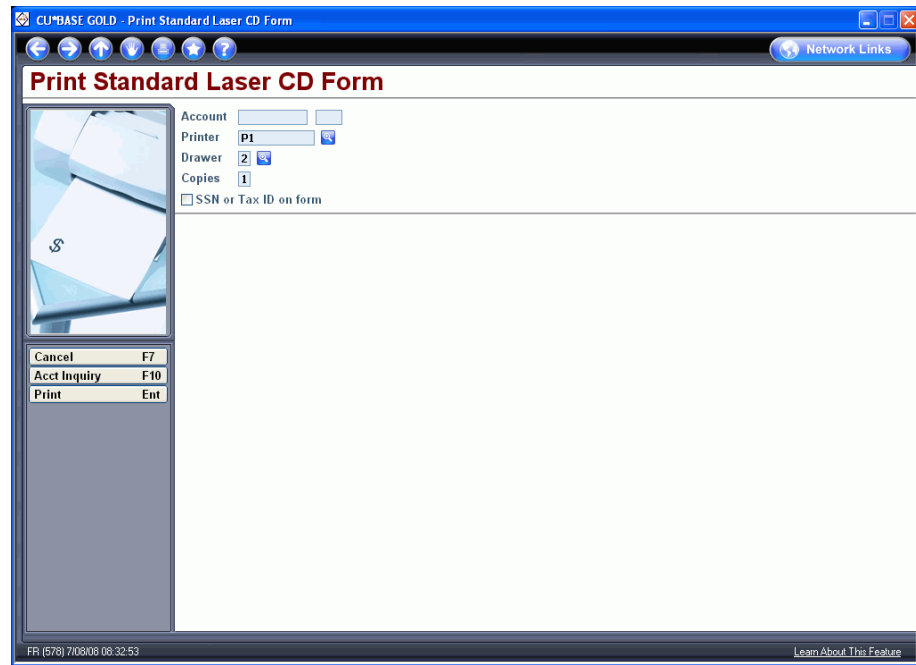 CU*BASE GOLD - Print Standard Laser CD Form
Network Links
Print Standard Laser CD Form
Account
Printer P1
Drawer 2
Copies 1
SSN or Tax ID on form
$
Cancel F7
Acct Inquiry F10
Print Ent
FR (578) 7/08/08 08:32:53
Learn About This Feature